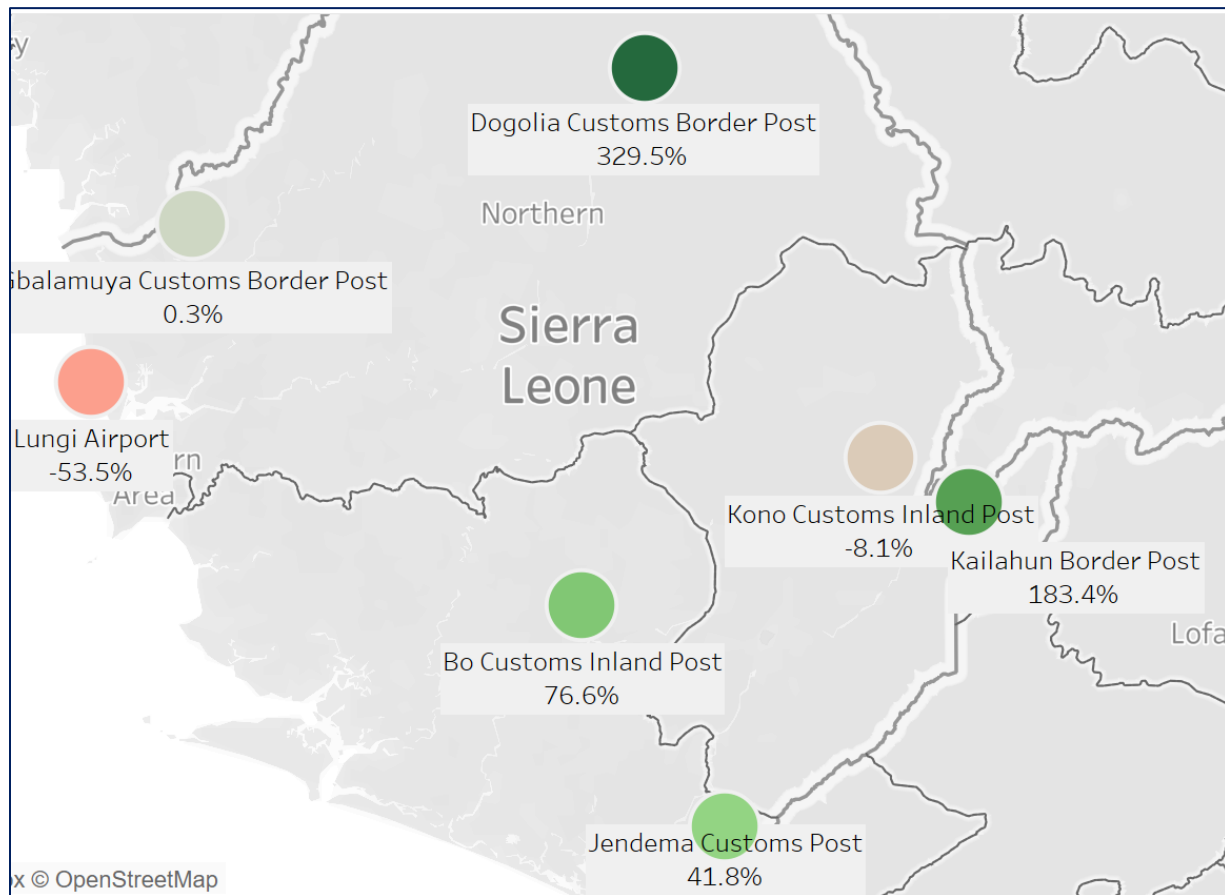 Dogolia Customs Border Post
329.5%
Northern
Gbalamuya Customs Border Post
0.3%
Sierra
Leone
Lungi Airport
-53.5%
Area
Kono Customs Inland Post
-8.1%
Kailahun Border Post
183.4%
Lofa
Bo Customs Inland Post
76.6%
Jendema Customs Post
41.8%
© OpenStreetMap